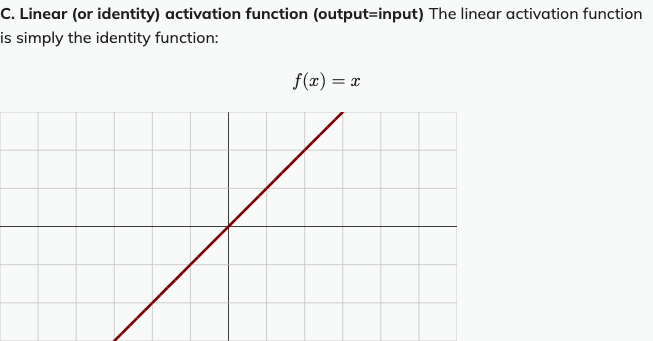 C. Linear (or identity) activation function (output=input) The linear activation function
is simply the identity function:
f(x) = x